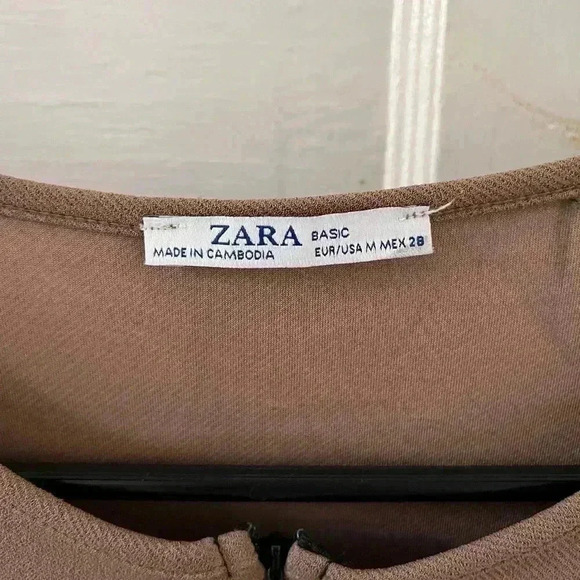 ZARA BASIC
MADE IN CAMBODIA EUR/USA M MEX 28